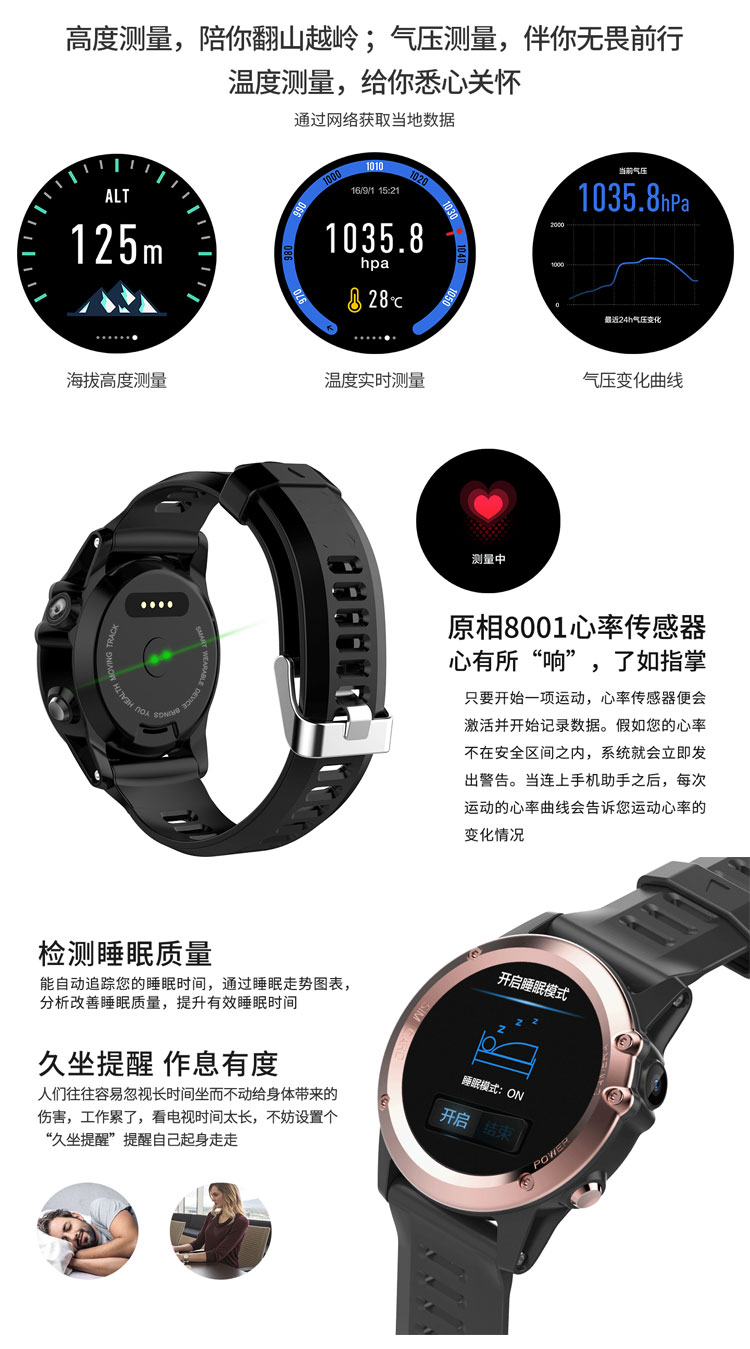 高度测量，陪你翻山越岭；气压测量，伴你无畏前行
温度测量，给你悉心关怀
通过网络获取当地数据
ALT
125m
970
980
990
1000
1010
1020
1030
1040
1050
16/9/1 15:21
1035.8
hpa
28℃
当前气压
1035.8hPa
2000
1000
0
最近24h气压变化
海拔高度测量
温度实时测量
气压变化曲线
测量中
SMART WEARABLE DEVICE BRINGS YOU HEALTH MOVING TRACK
原相8001心率传感器
心有所“响”，了如指掌
只要开始一项运动，心率传感器便会
激活并开始记录数据。假如您的心率
不在安全区间之内，系统就会立即发
出警告。当连上手机助手之后，每次
运动的心率曲线会告诉您运动心率的
变化情况
检测睡眠质量
能自动追踪您的睡眠时间，通过睡眠走势图表，
分析改善睡眠质量，提升有效睡眠时间
久坐提醒 作息有度
人们往往容易忽视长时间坐而不动给身体带来的
伤害，工作累了，看电视时间太长，不妨设置个
“久坐提醒”提醒自己起身走走
开启睡眠模式
z z z
睡眠模式：ON
开启 结束
SIM CARD
CAMERA
POWER